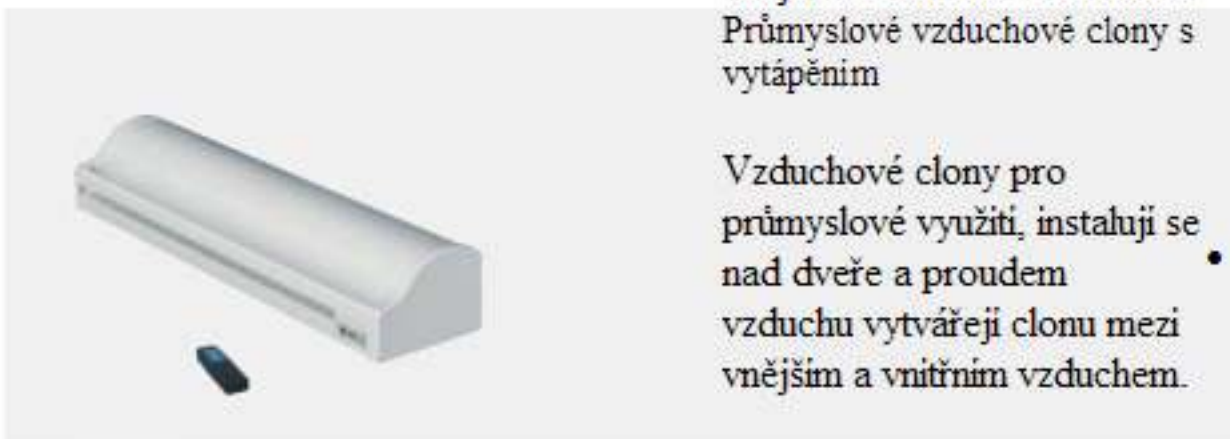 Průmyslové vzduchové clony s
vytápěním
Vzduchové clony pro
průmyslové využití, instalují se
nad dveře a proudem
vzduchu vytvářejí clonu mezi
vnějším a vnitřním vzduchem.